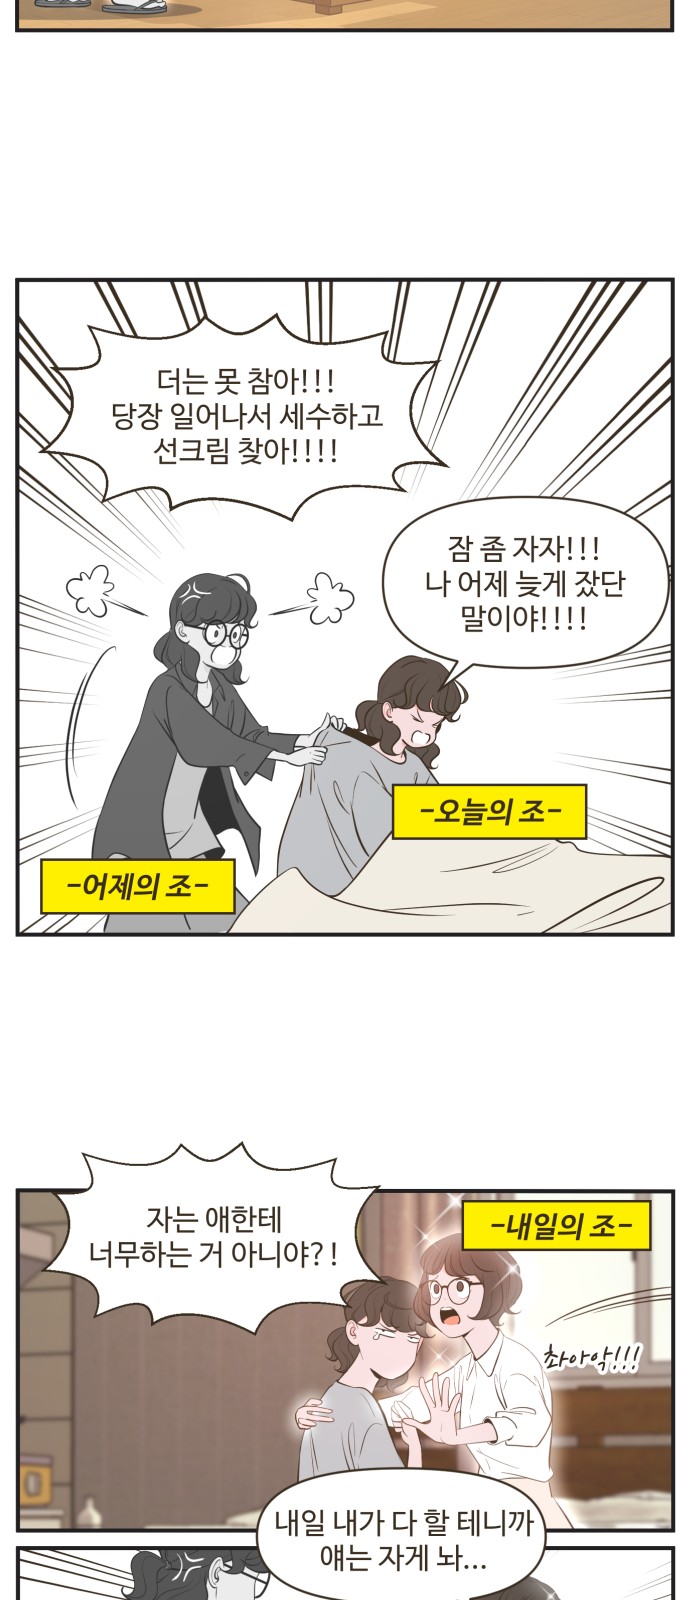 더는 못 참아!!!
당장 일어나서 세수하고
선크림 찾아!!!!
잠 좀 자자!!!
나 어제 늦게 잤단
말이야!!!!
-오늘의 조-
-어제의 조-
자는 애한테
너무하는 거 아니야?!
-내일의 조-
촤아악!!!
내일 내가 다 할 테니까
얘는 자게 놔...